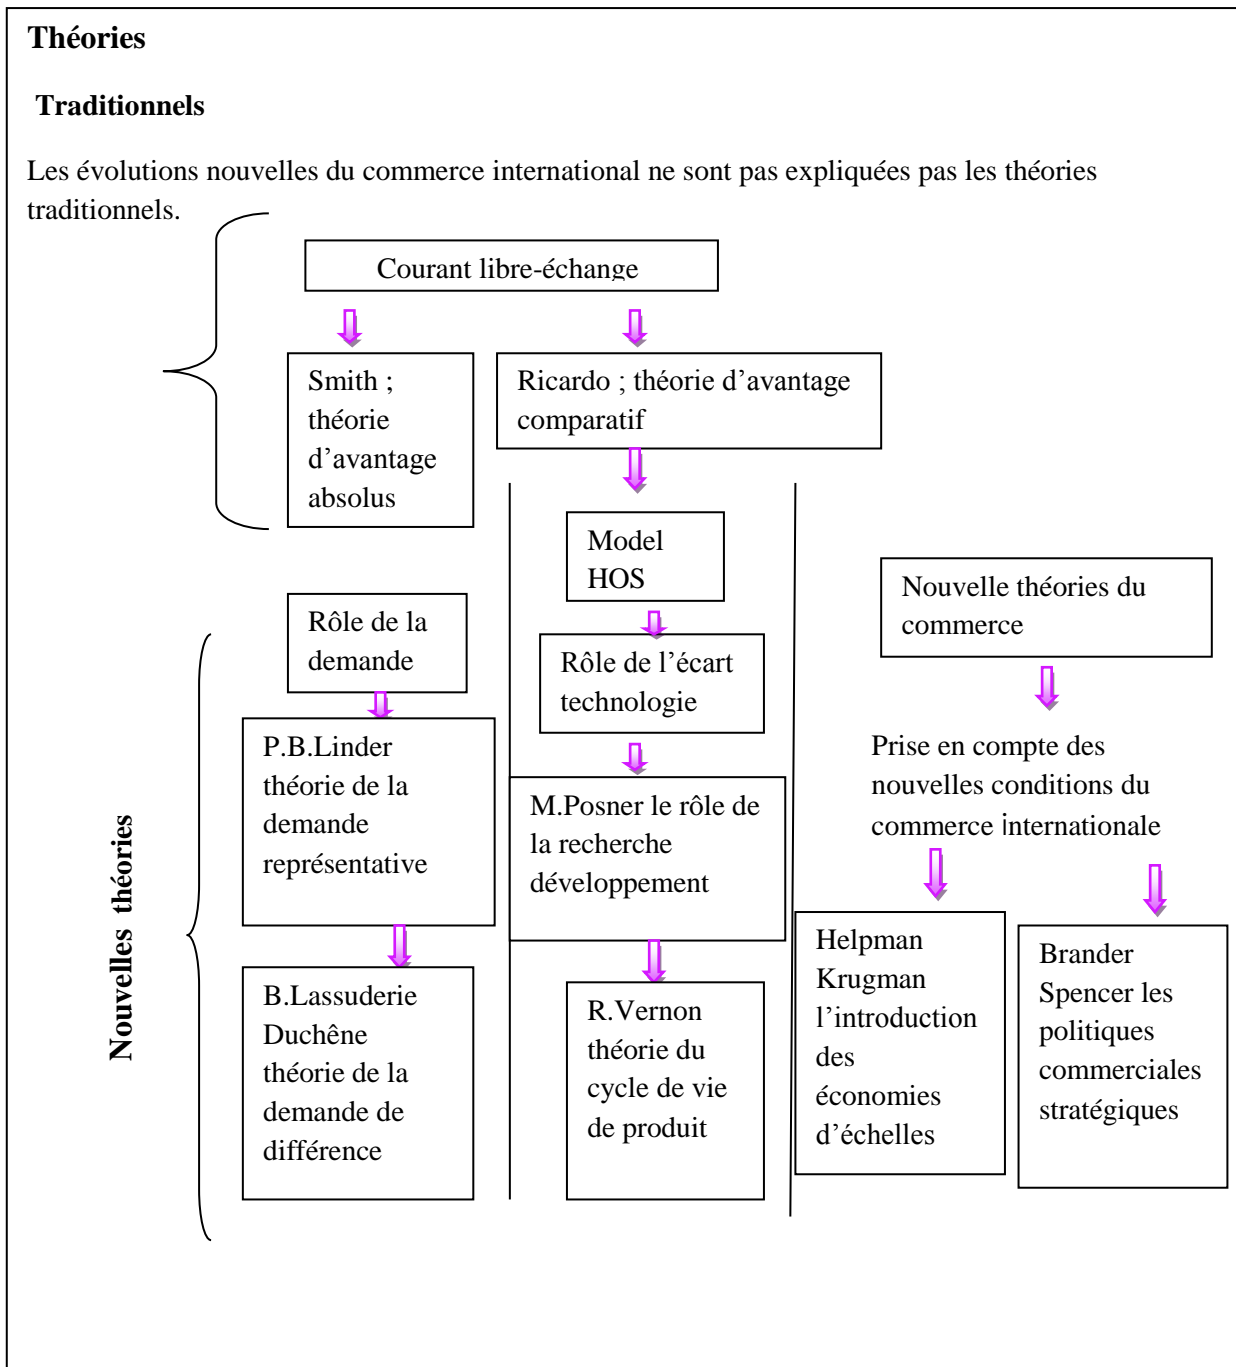 Théories
Traditionnels
Les évolutions nouvelles du commerce international ne sont pas expliquées pas les théories
traditionnels.
Courant libre-échange
Smith ;
théorie
d’avantage
absolus
Ricardo ; théorie d’avantage
comparatif
Model
HOS
Nouvelle théories du
commerce
Rôle de la
demande
Rôle de l’écart
technologie
P.B.Linder
théorie de la
demande
représentative
M.Posner le rôle de
la recherche
développement
Prise en compte des
nouvelles conditions du
commerce internationale
Nouvelles théories
B.Lassuderie
Duchêne
théorie de la
demande de
différence
R.Vernon
théorie du
cycle de vie
de produit
Helpman
Krugman
l’introduction
des
économies
d’échelles
Brander
Spencer les
politiques
commerciales
stratégiques